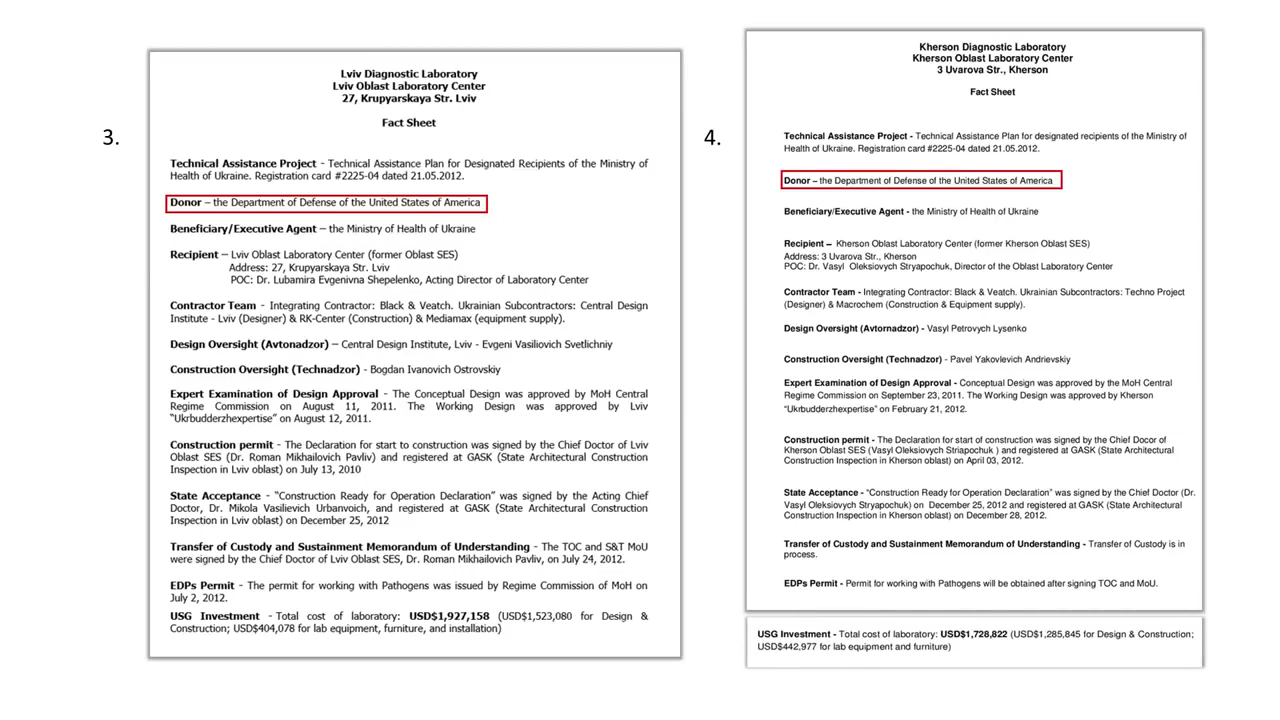 3.
Lviv Diagnostic Laboratory
Lviv Oblast Laboratory Center
27, Krupyarskaya Str. Lviv
Fact Sheet
Technical Assistance Project - Technical Assistance Plan for Designated Recipients of the Ministry of
Health of Ukraine. Registration card #2225-04 dated 21.05.2012.
Donor – the Department of Defense of the United States of America
Beneficiary/Executive Agent – the Ministry of Health of Ukraine
Recipient – Lviv Oblast Laboratory Center (former Oblast SES)
Address: 27, Krupyarskaya Str. Lviv
POC: Dr. Lubamira Evgenivna Shepelenko, Acting Director of Laboratory Center
Contractor Team - Integrating Contractor: Black & Veatch. Ukrainian Subcontractors: Central Design
Institute - Lviv (Designer) & RK-Center (Construction) & Mediamax (equipment supply).
Design Oversight (Avtonadzor) – Central Design Institute, Lviv - Evgeni Vasiliovich Svetlichniy
Construction Oversight (Technadzor) - Bogdan Ivanovich Ostrovskiy
Expert Examination of Design Approval - The Conceptual Design was approved by MoH Central
Regime Commission on August 11, 2011. The Working Design was approved by Lviv
“Ukrbudderzhexpertise” on August 12, 2011.
Construction permit - The Declaration for start to construction was signed by the Chief Doctor of Lviv
Oblast SES (Dr. Roman Mikhailovich Pavliv) and registered at GASK (State Architectural Construction
Inspection in Lviv oblast) on July 13, 2010
State Acceptance - “Construction Ready for Operation Declaration” was signed by the Acting Chief
Doctor, Dr. Mikola Vasilievich Urbanvoich, and registered at GASK (State Architectural Construction
Inspection in Lviv oblast) on December 25, 2012
Transfer of Custody and Sustainment Memorandum of Understanding - The TOC and S&T MoU
were signed by the Chief Doctor of Lviv Oblast SES, Dr. Roman Mikhailovich Pavliv, on July 24, 2012.
EDPs Permit - The permit for working with Pathogens was issued by Regime Commission of MoH on
July 2, 2012.
USG Investment - Total cost of laboratory: USD$1,927,158 (USD$1,523,080 for Design &
Construction; USD$404,078 for lab equipment, furniture, and installation)
4.
Kherson Diagnostic Laboratory
Kherson Oblast Laboratory Center
3 Uvarova Str., Kherson
Fact Sheet
Technical Assistance Project - Technical Assistance Plan for designated recipients of the Ministry of
Health of Ukraine. Registration card #2225-04 dated 21.05.2012.
Donor – the Department of Defense of the United States of America
Beneficiary/Executive Agent - the Ministry of Health of Ukraine
Recipient – Kherson Oblast Laboratory Center (former Kherson Oblast SES)
Address: 3 Uvarova Str., Kherson
POC: Dr. Vasyl Oleksiovych Stryapochuk, Director of the Oblast Laboratory Center
Contractor Team - Integrating Contractor: Black & Veatch. Ukrainian Subcontractors: Techno Project
(Designer) & Macrochem (Construction & Equipment supply).
Design Oversight (Avtornadzor) - Vasyl Petrovych Lysenko
Construction Oversight (Technadzor) - Pavel Yakovlevich Andrievskiy
Expert Examination of Design Approval - Conceptual Design was approved by the MoH Central
Regime Commission on September 23, 2011. The Working Design was approved by Kherson
“Ukrbudderzhexpertise” on February 21, 2012.
Construction permit - The Declaration for start of construction was signed by the Chief Docor of
Kherson Oblast SES (Vasyl Oleksiovych Striapochuk ) and registered at GASK (State Architectural
Construction Inspection in Kherson oblast) on April 03, 2012.
State Acceptance - “Construction Ready for Operation Declaration” was signed by the Chief Doctor (Dr.
Vasyl Oleksiovych Stryapochuk) on December 25, 2012 and registered at GASK (State Architectural
Construction Inspection in Kherson oblast) on December 28, 2012.
Transfer of Custody and Sustainment Memorandum of Understanding - Transfer of Custody is in
process.
EDPs Permit - Permit for working with Pathogens will be obtained after signing TOC and MoU.
USG Investment - Total cost of laboratory: USD$1,728,822 (USD$1,285,845 for Design & Construction;
USD$442,977 for lab equipment and furniture)